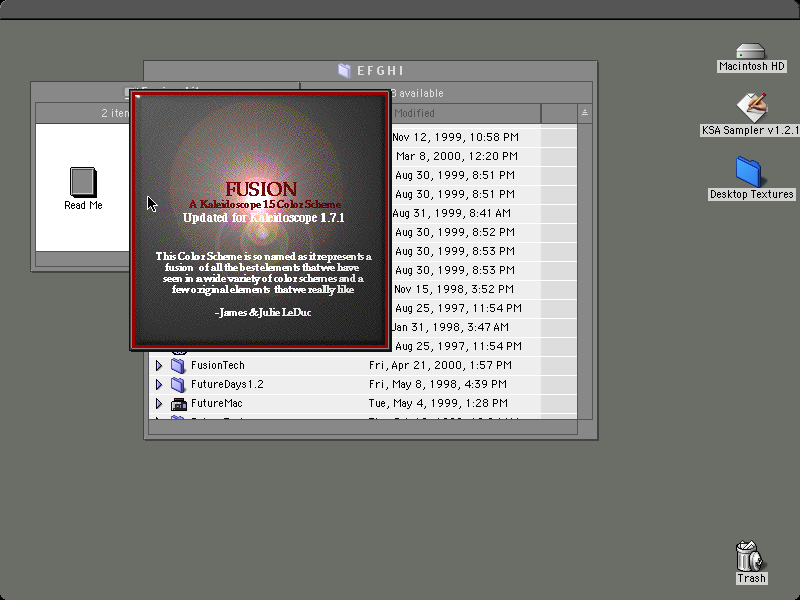 EFGHI
Macintosh HD
KSA Sampler v1.2.1
Desktop Textures
Trash
available
2 item
Modified
Read Me
FUSION
A Kaleidoscope 1.5 Color Scheme
Updated for Kaleidoscope 1.7.1
This Color Scheme is so named as it represents a
fusion of all the best elements that we have
seen in a wide variety of color schemes and a
few original elements that we really like
-James & Julie LeDuc
Nov 12, 1999, 10:58 PM
Mar 8, 2000, 12:20 PM
Aug 30, 1999, 8:51 PM
Aug 30, 1999, 8:51 PM
Aug 31, 1999, 8:41 AM
Aug 30, 1999, 8:52 PM
Aug 30, 1999, 8:53 PM
Aug 30, 1999, 8:53 PM
Nov 15, 1998, 3:52 PM
Aug 25, 1997, 11:54 PM
Jan 31, 1998, 3:47 AM
Aug 25, 1997, 11:54 PM
FusionTech Fri, Apr 21, 2000, 1:57 PM
FutureDays1.2 Fri, May 8, 1998, 4:39 PM
FutureMac Tue, May 4, 1999, 1:28 PM